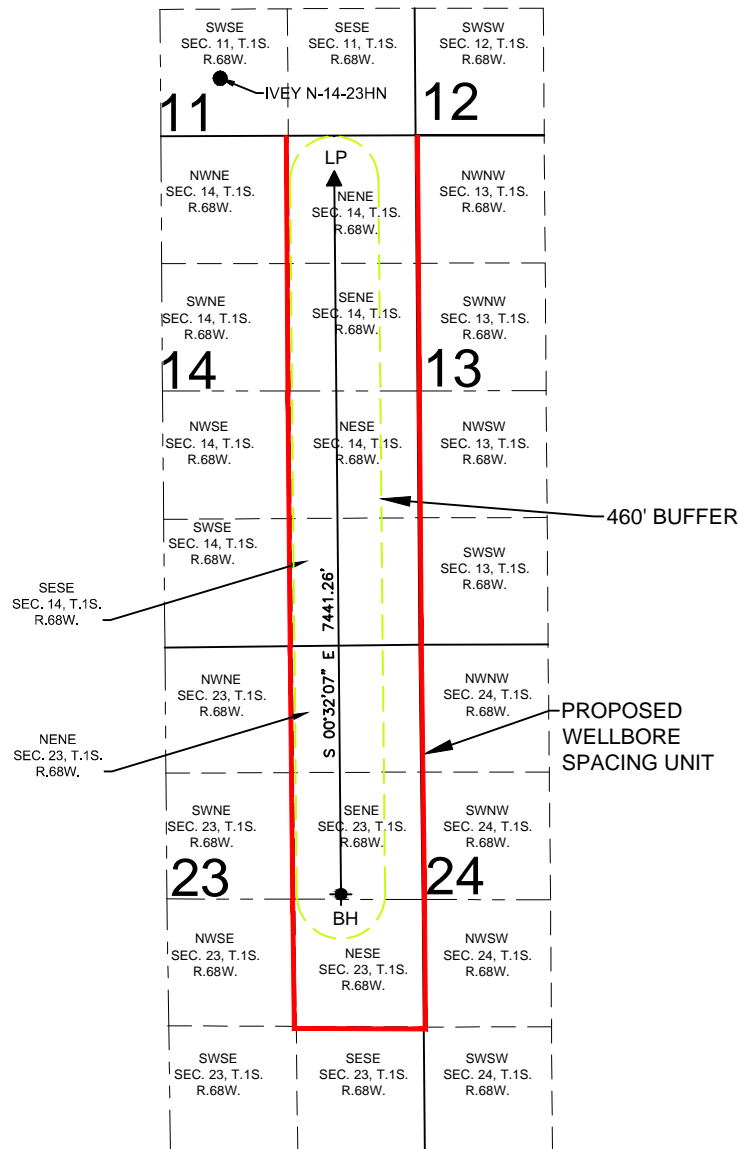 SWSE
SEC. 11, T.1S.
R.68W.
SESE
SEC. 11, T.1S.
R.68W.
SWSW
SEC. 12, T.1S.
R.68W.
IVEY N-14-23HN
11
12
LP
NWNE
SEC. 14, T.1S.
R.68W.
NENE
SEC. 14, T.1S.
R.68W.
NWNW
SEC. 13, T.1S.
R.68W.
SWNE
SEC. 14, T.1S.
R.68W.
SENE
SEC. 14, T.1S.
R.68W.
SWNW
SEC. 13, T.1S.
R.68W.
14
13
NWSE
SEC. 14, T.1S.
R.68W.
NESE
SEC. 14, T.1S.
R.68W.
NWSW
SEC. 13, T.1S.
R.68W.
460' BUFFER
SWSE
SEC. 14, T.1S.
R.68W.
SWSW
SEC. 13, T.1S.
R.68W.
SESE
SEC. 14, T.1S.
R.68W.
S 00°32'07" E 7441.26'
NWNE
SEC. 23, T.1S.
R.68W.
NWNW
SEC. 24, T.1S.
R.68W.
PROPOSED
WELLBORE
SPACING UNIT
NENE
SEC. 23, T.1S.
R.68W.
SWNE
SEC. 23, T.1S.
R.68W.
SENE
SEC. 23, T.1S.
R.68W.
SWNW
SEC. 24, T.1S.
R.68W.
23
24
BH
NWSE
SEC. 23, T.1S.
R.68W.
NESE
SEC. 23, T.1S.
R.68W.
NWSW
SEC. 24, T.1S.
R.68W.
SWSE
SEC. 23, T.1S.
R.68W.
SESE
SEC. 23, T.1S.
R.68W.
SWSW
SEC. 24, T.1S.
R.68W.